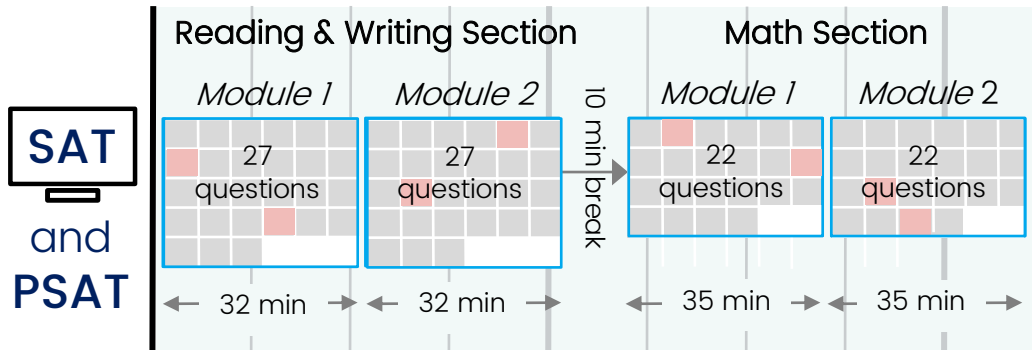 SAT
and
PSAT
Reading & Writing Section
Math Section
Module 1
Module 2
Module 1
Module 2
27
questions
27
questions
10 min break
22
questions
22
questions
32 min
32 min
35 min
35 min